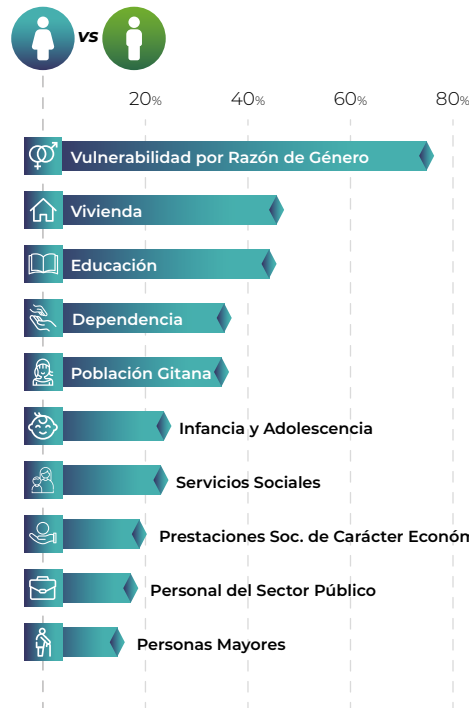 vs
20% 40% 60% 80%
Vulnerabilidad por Razón de Género
Vivienda
Educación
Dependencia
Población Gitana
Infancia y Adolescencia
Servicios Sociales
Prestaciones Soc. de Carácter Económ
Personal del Sector Público
Personas Mayores